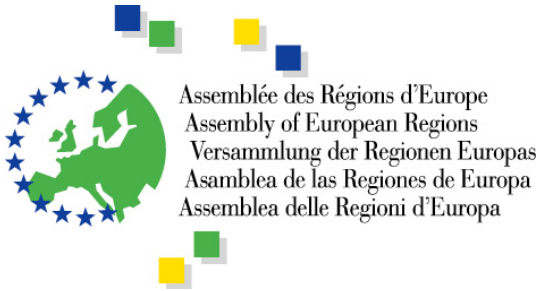 Assemblée des Régions d'Europe
Assembly of European Regions
Versammlung der Regionen Europas
Asamblea de las Regiones de Europa
Assemblea delle Regioni d'Europa